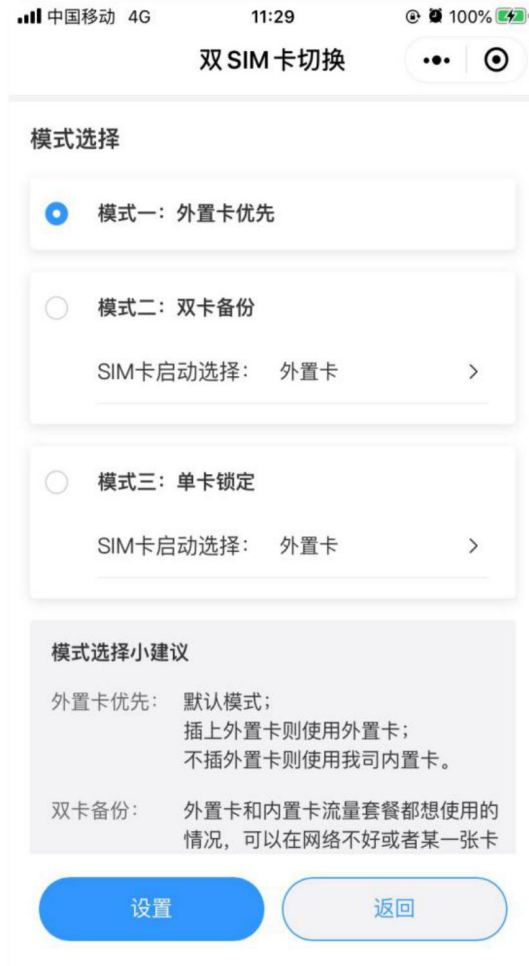 中国移动 4G 11:29 100%
双 SIM 卡切换
模式选择
模式一：外置卡优先
模式二：双卡备份
SIM卡启动选择： 外置卡
模式三：单卡锁定
SIM卡启动选择： 外置卡
模式选择小建议
外置卡优先： 默认模式；
插上外置卡则使用外置卡；
不插外置卡则使用我司内置卡。
双卡备份： 外置卡和内置卡流量套餐都想使用的
情况，可以在网络不好或者某一张卡
设置 返回